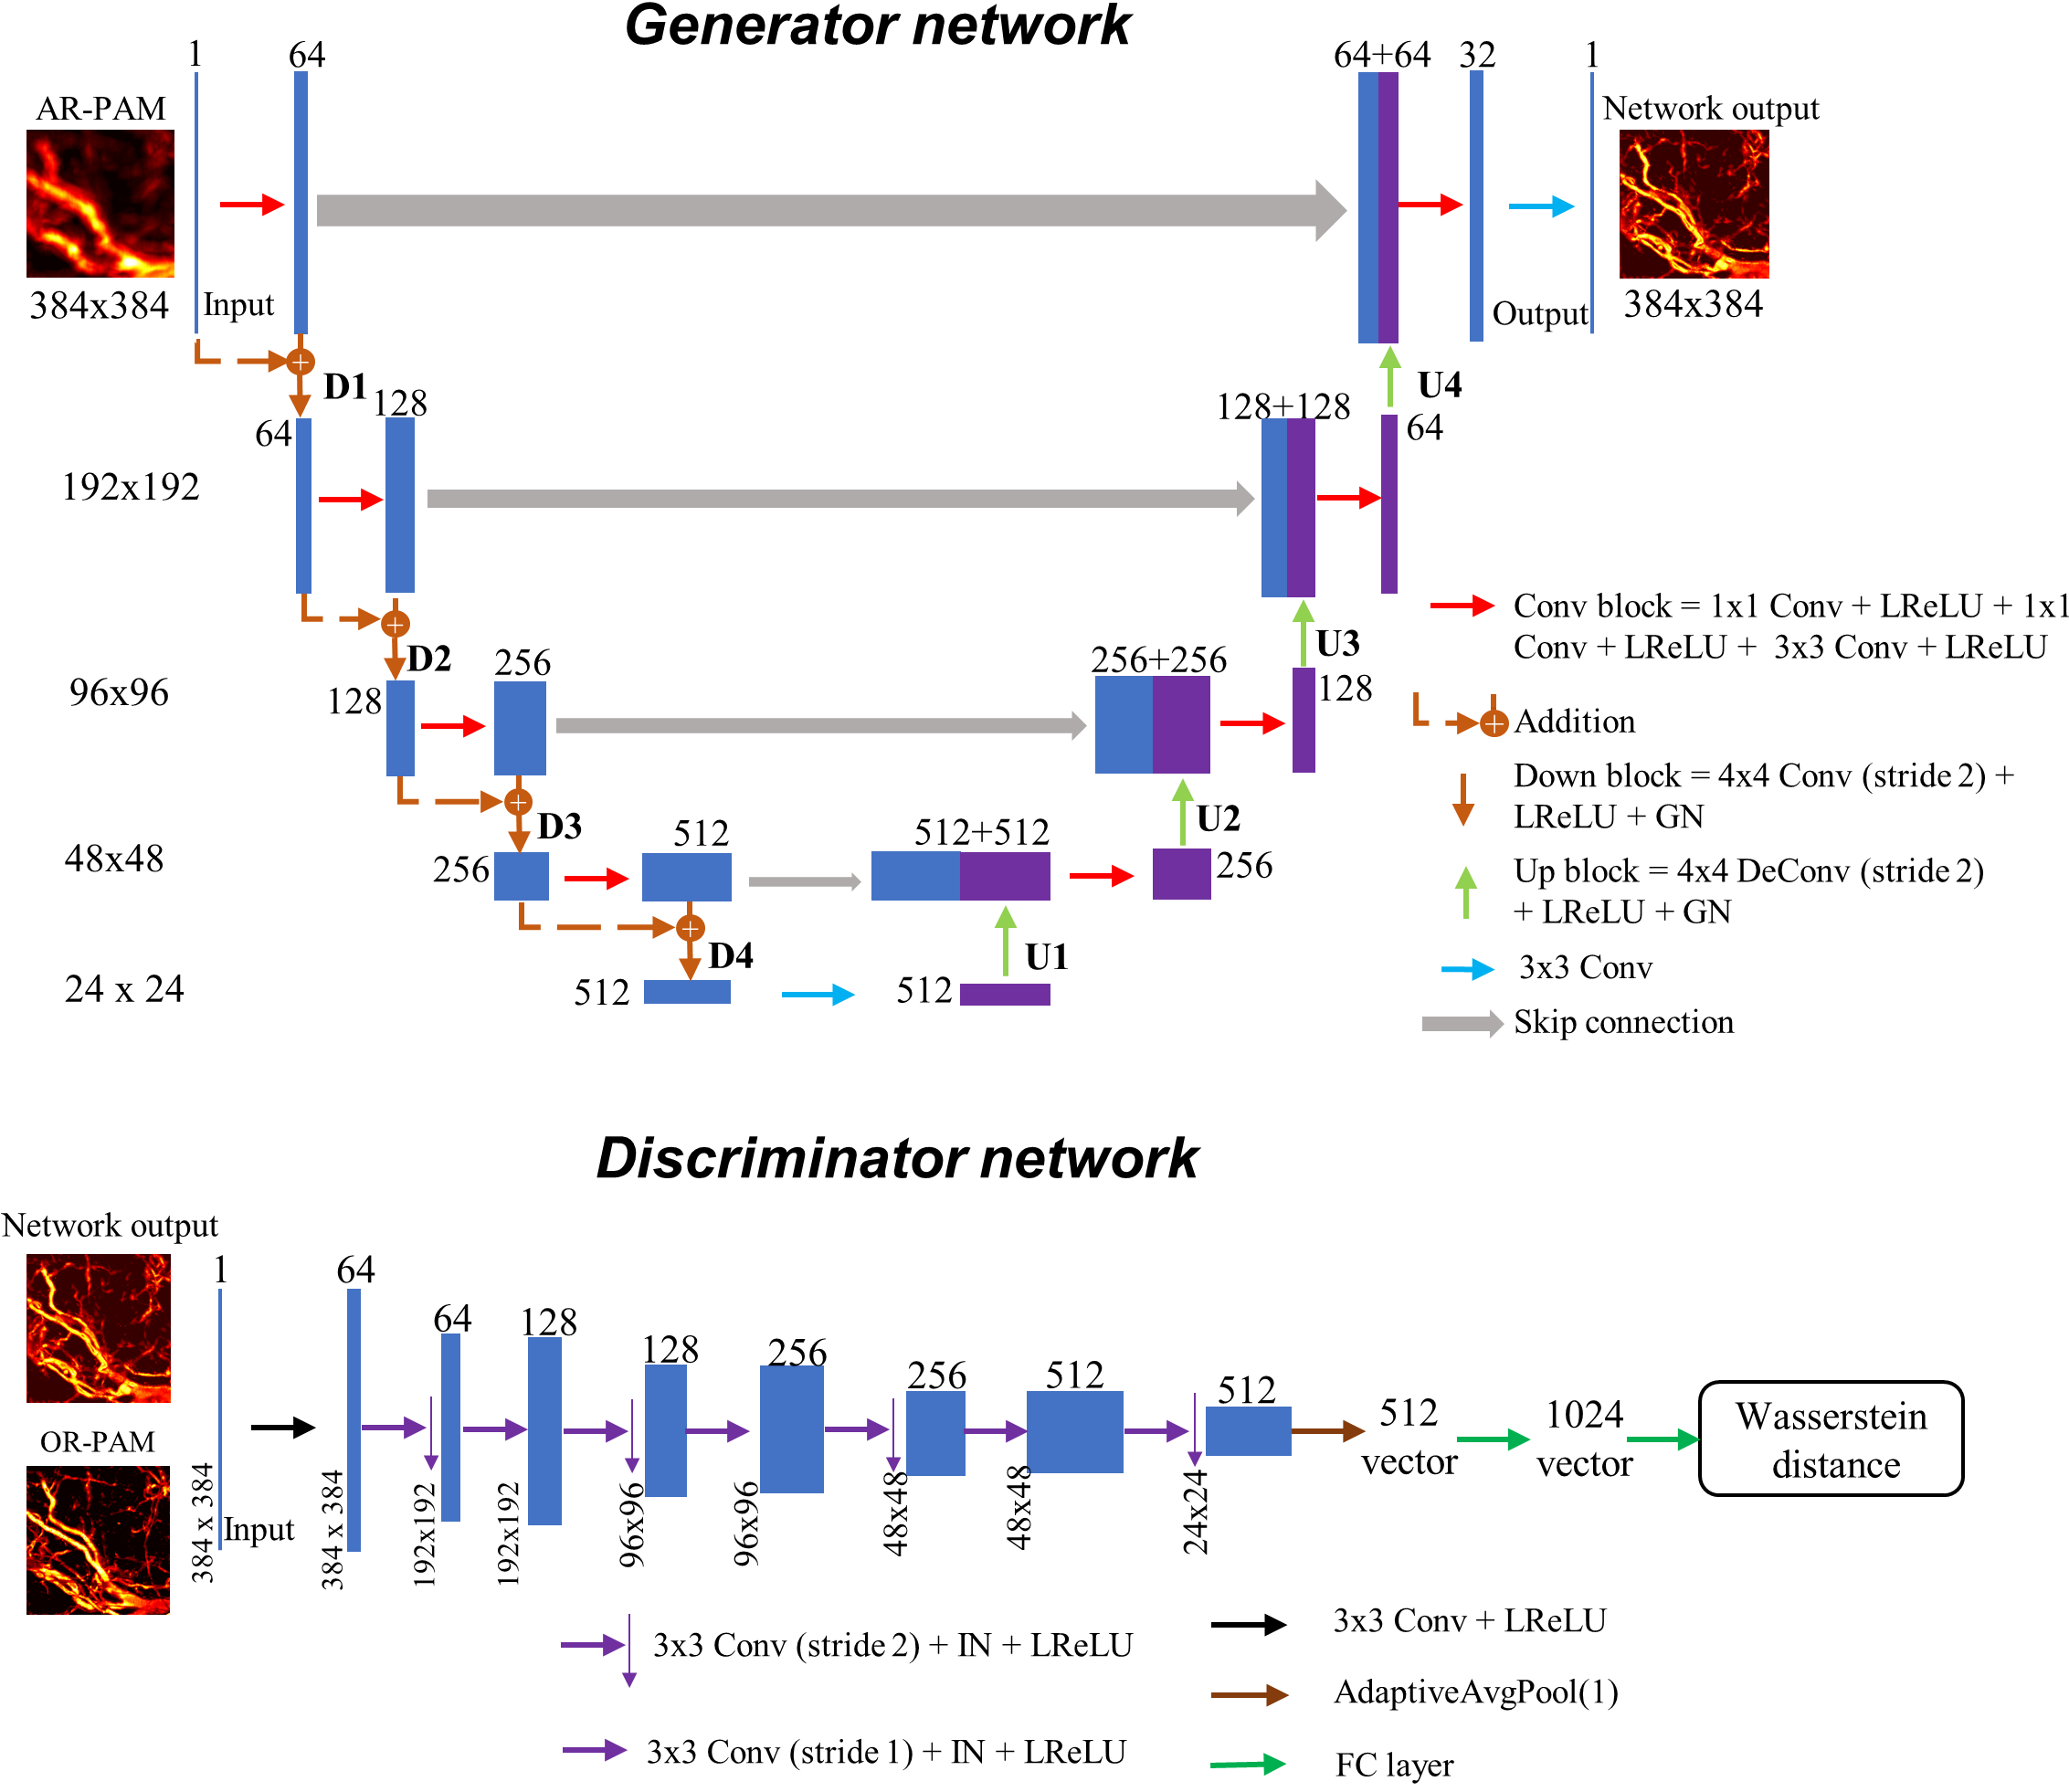 Generator network
1
64
64+64
32
1
AR-PAM
Network output
384x384
Input
Output
384x384
D1
U4
64
128
128+128
64
192x192
Conv block = 1x1 Conv + LReLU + 1x1
Conv + LReLU + 3x3 Conv + LReLU
D2
U3
256
256+256
96x96
128
128
Addition
Down block = 4x4 Conv (stride 2) +
LReLU + GN
D3
U2
512
512+512
48x48
256
256
Up block = 4x4 DeConv (stride 2)
+ LReLU + GN
D4
U1
24 x 24
512
512
3x3 Conv
Skip connection
Discriminator network
Network output
1
64
64
128
128
256
256
512
512
512
vector
1024
vector
Wasserstein
distance
OR-PAM
384 x 384
Input
384 x 384
192x192
192x192
96x96
96x96
48x48
48x48
24x24
3x3 Conv (stride 2) + IN + LReLU
3x3 Conv (stride 1) + IN + LReLU
3x3 Conv + LReLU
AdaptiveAvgPool(1)
FC layer